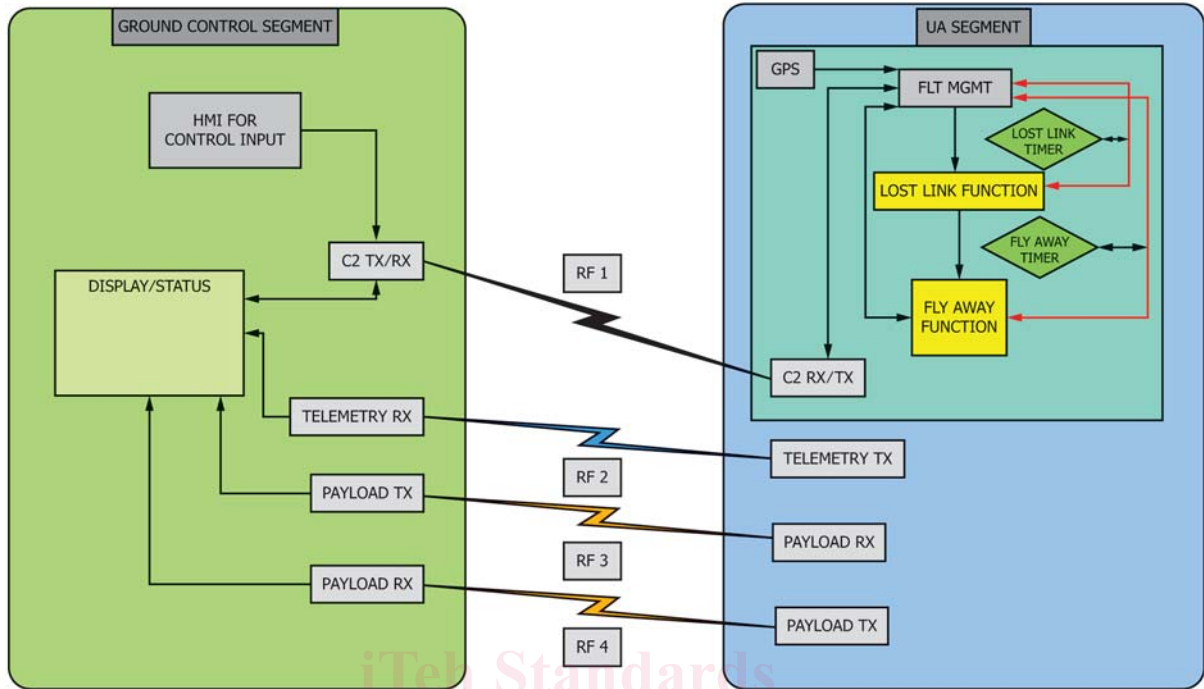 GROUND CONTROL SEGMENT
HMI FOR
CONTROL INPUT
C2 TX/RX
DISPLAY/STATUS
TELEMETRY RX
PAYLOAD TX
PAYLOAD RX
RF 1
RF 2
RF 3
RF 4
UA SEGMENT
GPS
FLT MGMT
LOST LINK
TIMER
LOST LINK FUNCTION
FLY AWAY
TIMER
FLY AWAY
FUNCTION
C2 RX/TX
TELEMETRY TX
PAYLOAD RX
PAYLOAD TX
iTeh Standards